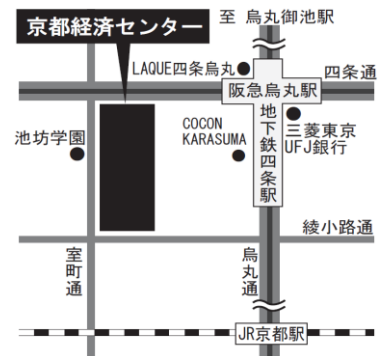 至 烏丸御池駅
京都経済センター
LAQUE四条烏丸
四条通
阪急烏丸駅
池坊学園
COCON
KARASUMA
地下鉄四条駅
三菱東京
UFJ銀行
綾小路通
室町通
烏丸通
JR京都駅